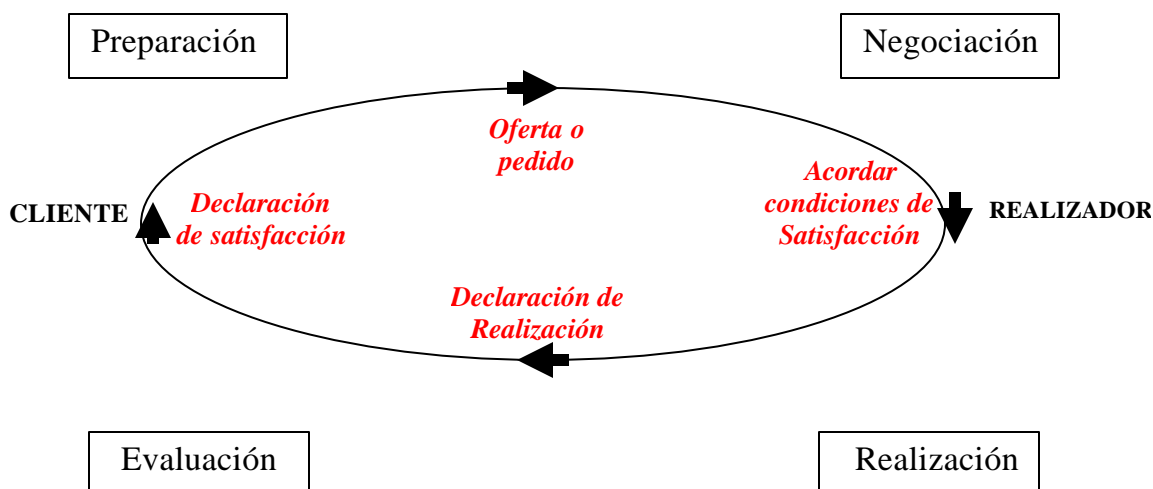 Preparación
Negociación
Oferta o
pedido
Acordar
condiciones de
Satisfacción
CLIENTE
Declaración
de satisfacción
REALIZADOR
Declaración de
Realización
Evaluación
Realización